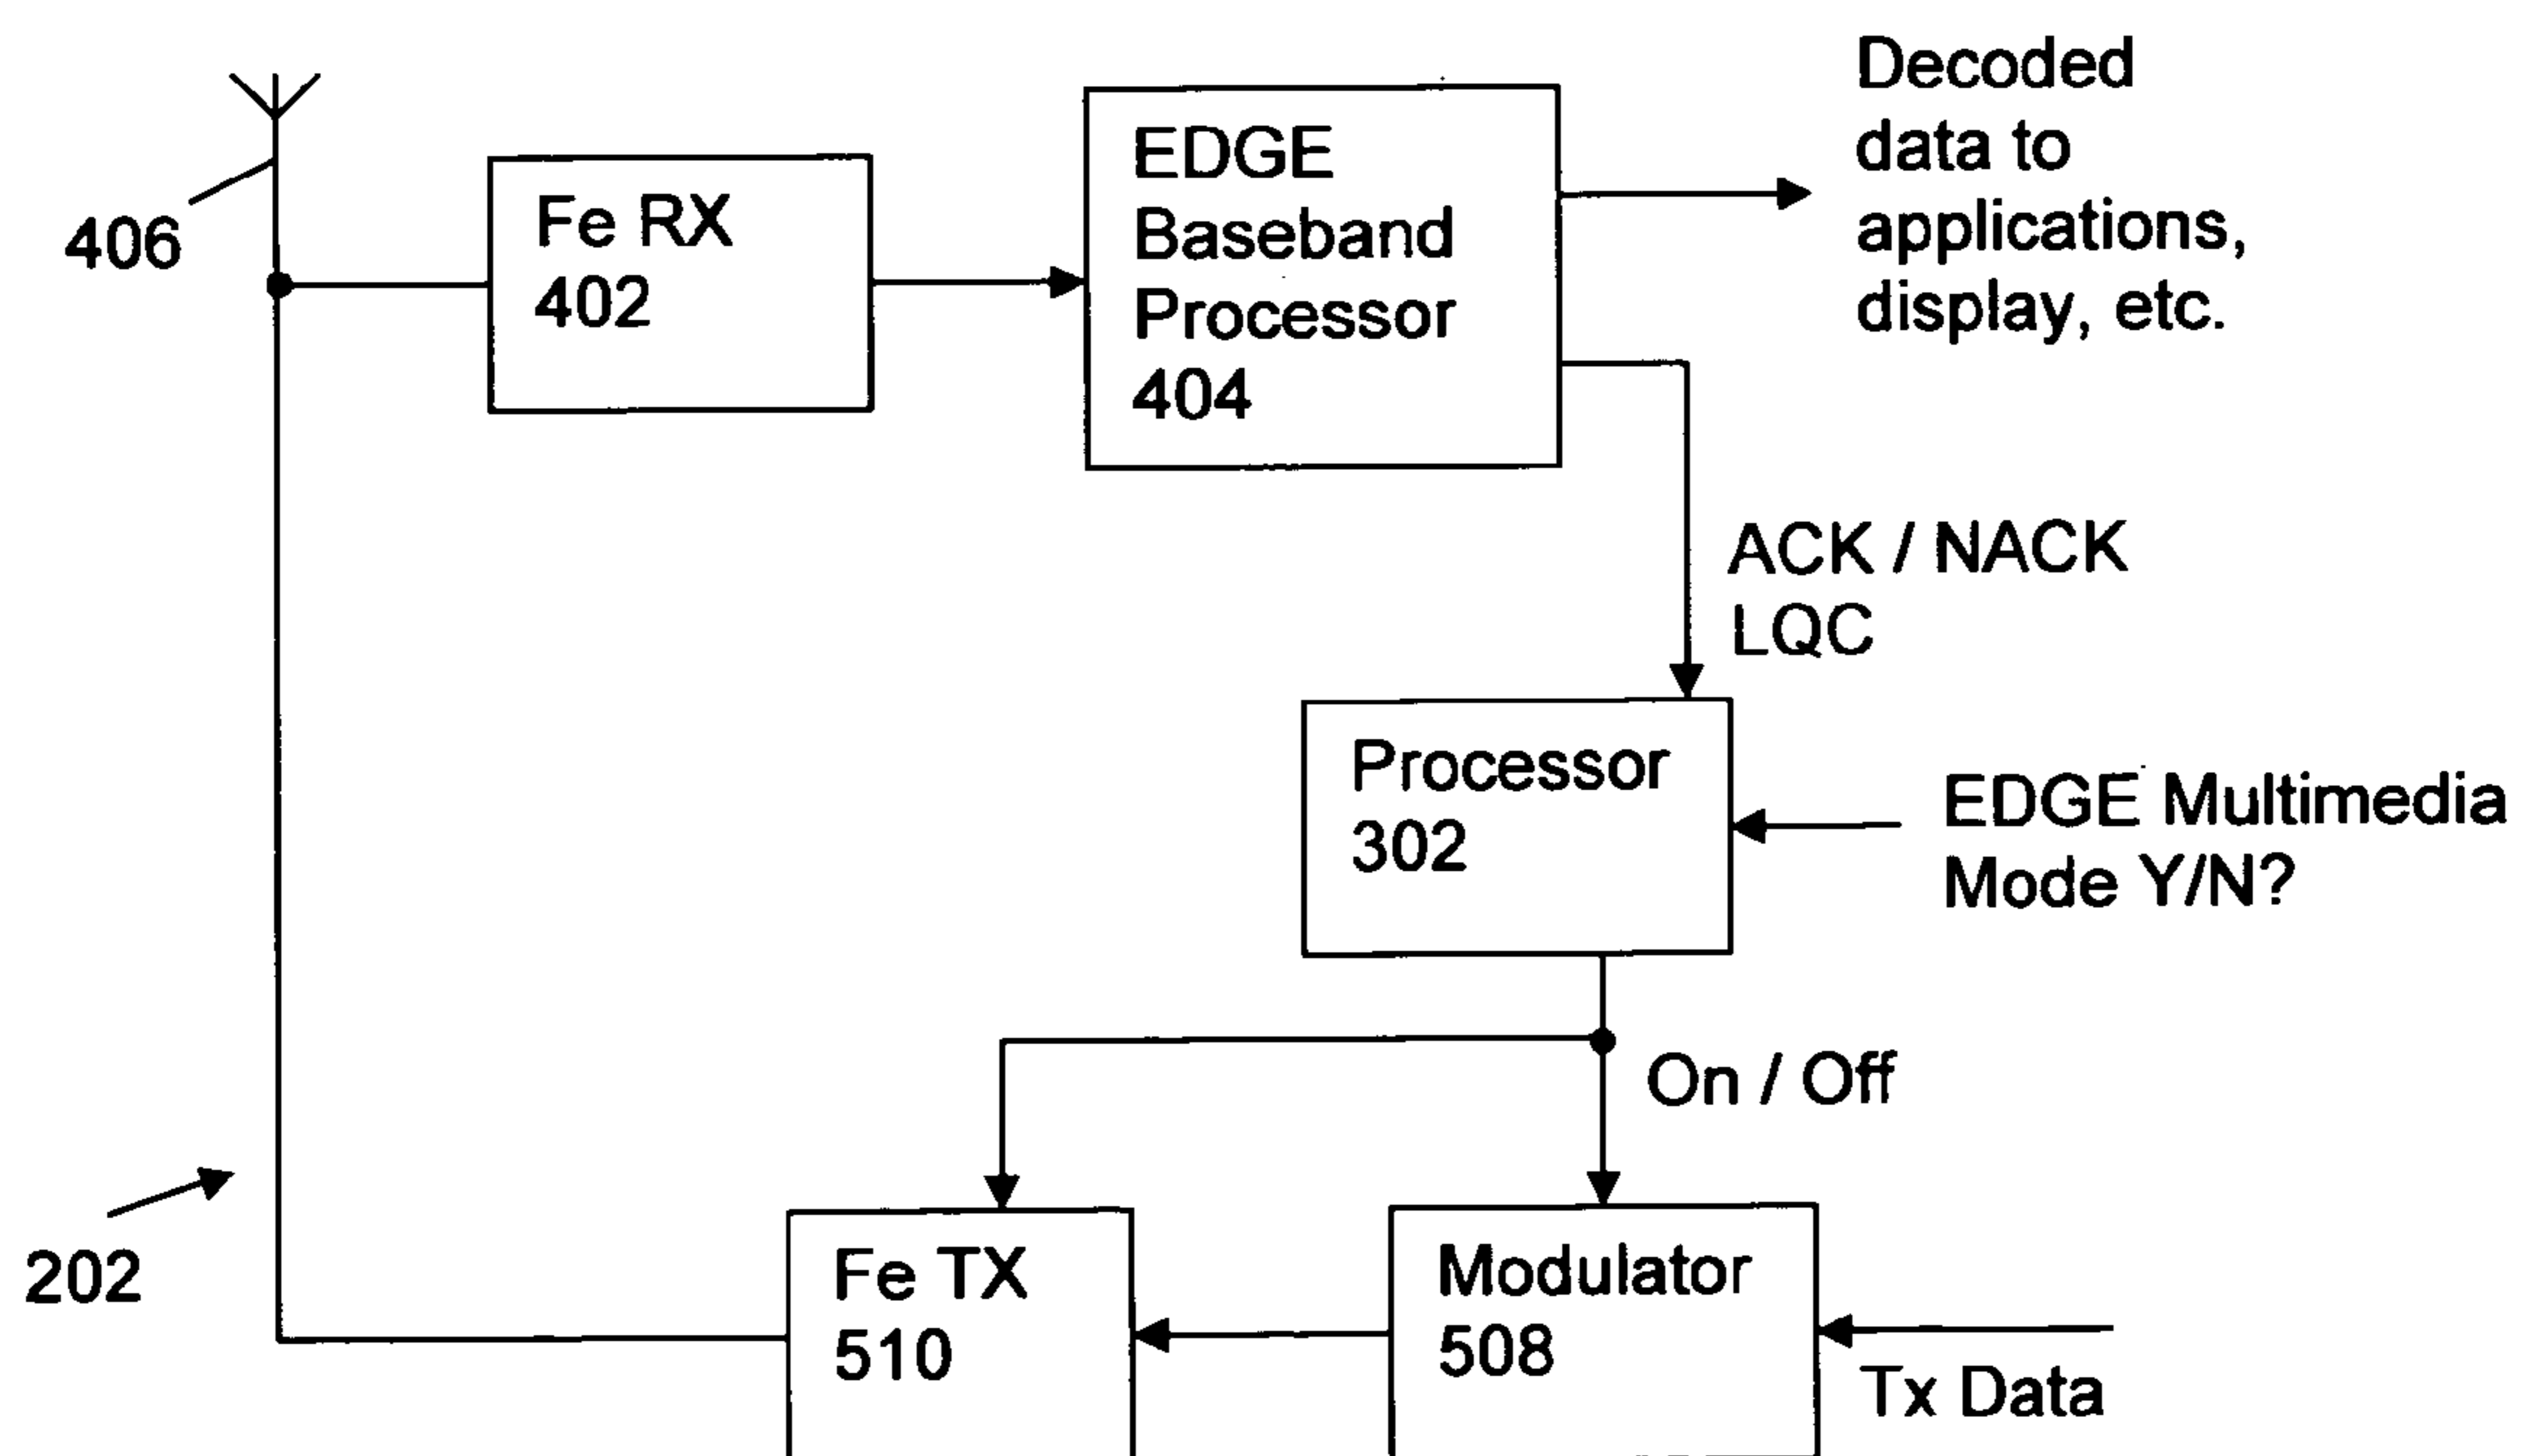 Decoded
data to
applications,
display, etc.
EDGE
Baseband
Processor
404
Fe RX
402
406
ACK / NACK
LQC
Processor
302
EDGE Multimedia
Mode Y/N?
On / Off
202
Fe TX
510
Modulator
508
Tx Data